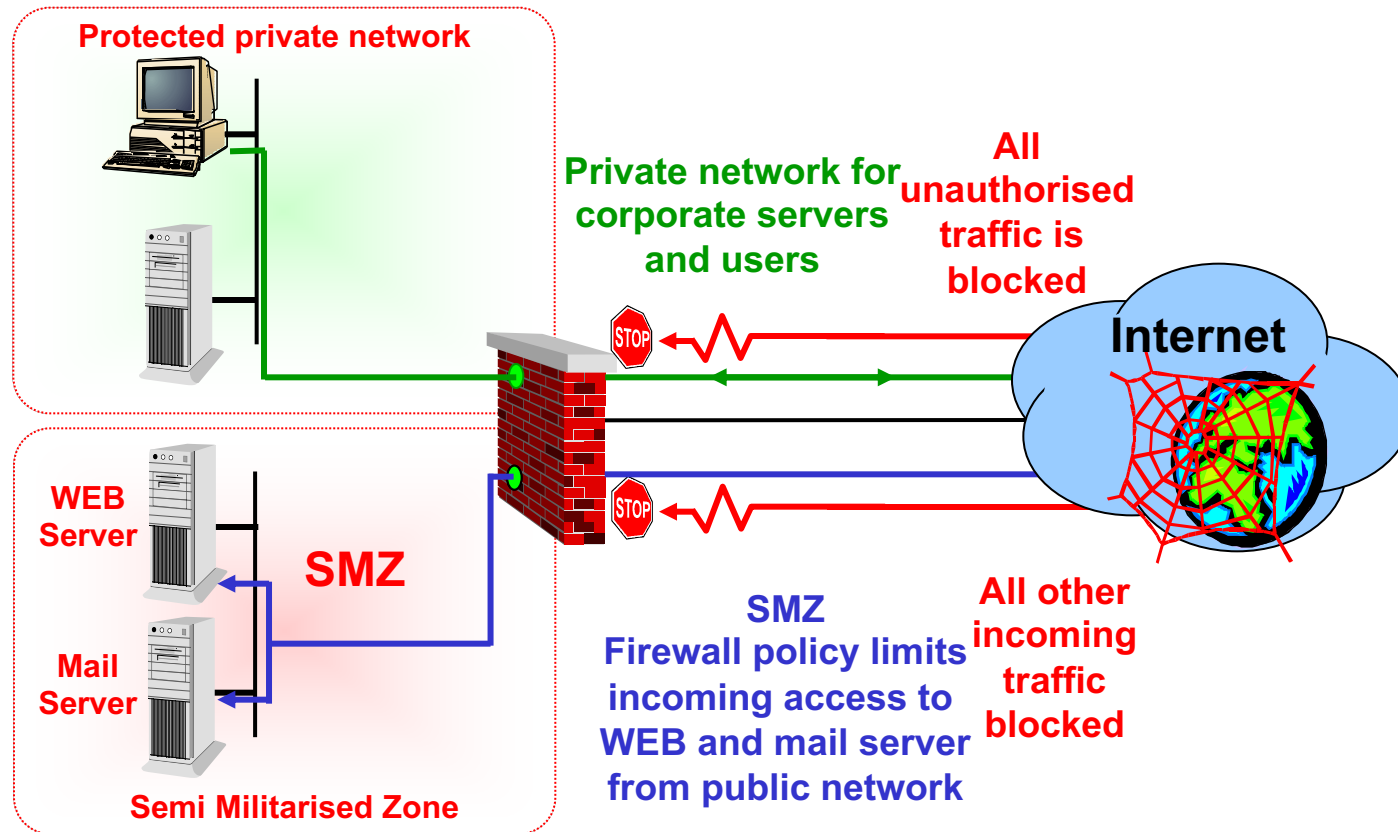 Protected private network
Private network for
corporate servers
and users
All
unauthorised
traffic is
blocked
STOP
Internet
WEB
Server
SMZ
STOP
Mail
Server
Semi Militarised Zone
SMZ
Firewall policy limits
incoming access to
WEB and mail server
from public network
All other
incoming
traffic
blocked